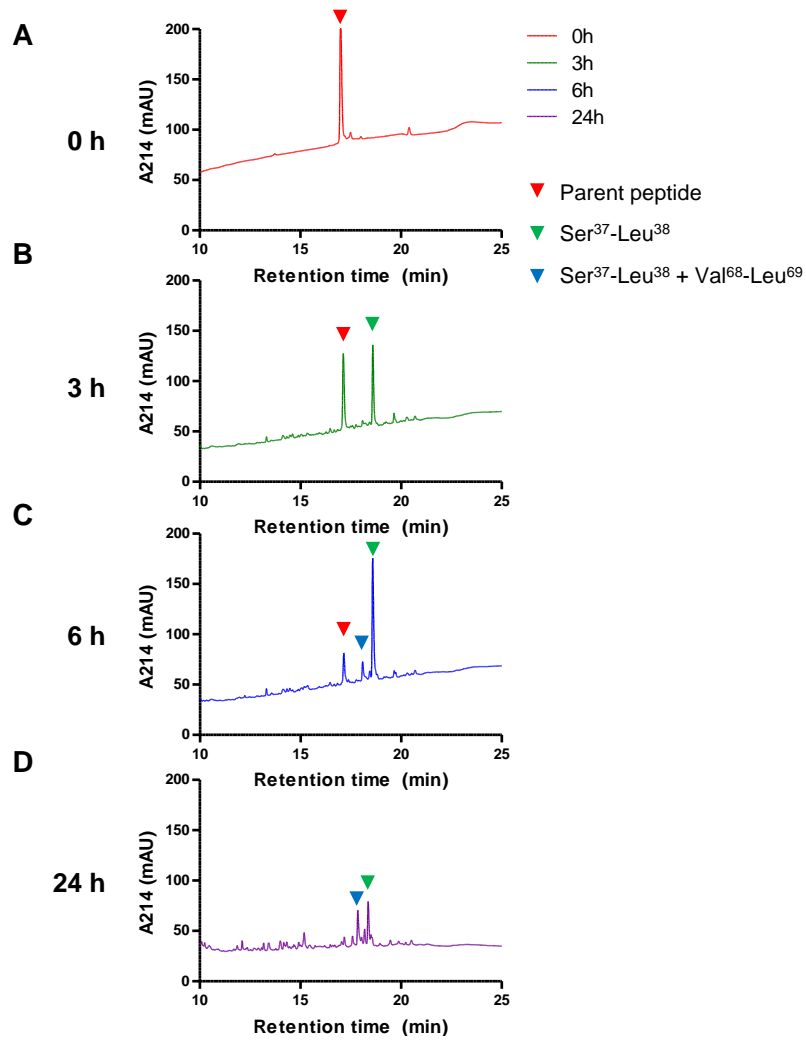 A
0 h
A214 (mAU)
200
150
100
50
0
10
15
20
25
Retention time (min)
0h
3h
6h
24h
Parent peptide
Ser³⁷-Leu³⁸
Ser³⁷-Leu³⁸ + Val⁶⁸-Leu⁶⁹
B
3 h
A214 (mAU)
200
150
100
50
0
10
15
20
25
Retention time (min)
C
6 h
A214 (mAU)
200
150
100
50
0
10
15
20
25
Retention time (min)
D
24 h
A214 (mAU)
200
150
100
50
0
10
15
20
25
Retention time (min)